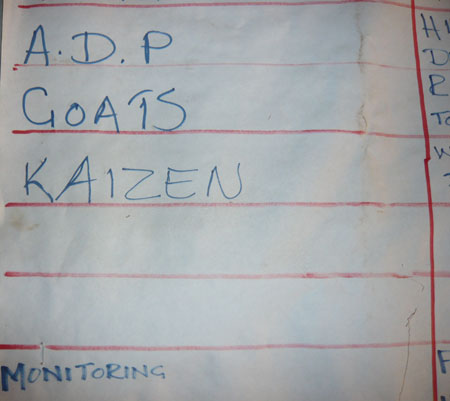 A.D.P
GOATS
KAIZEN
MONITORING